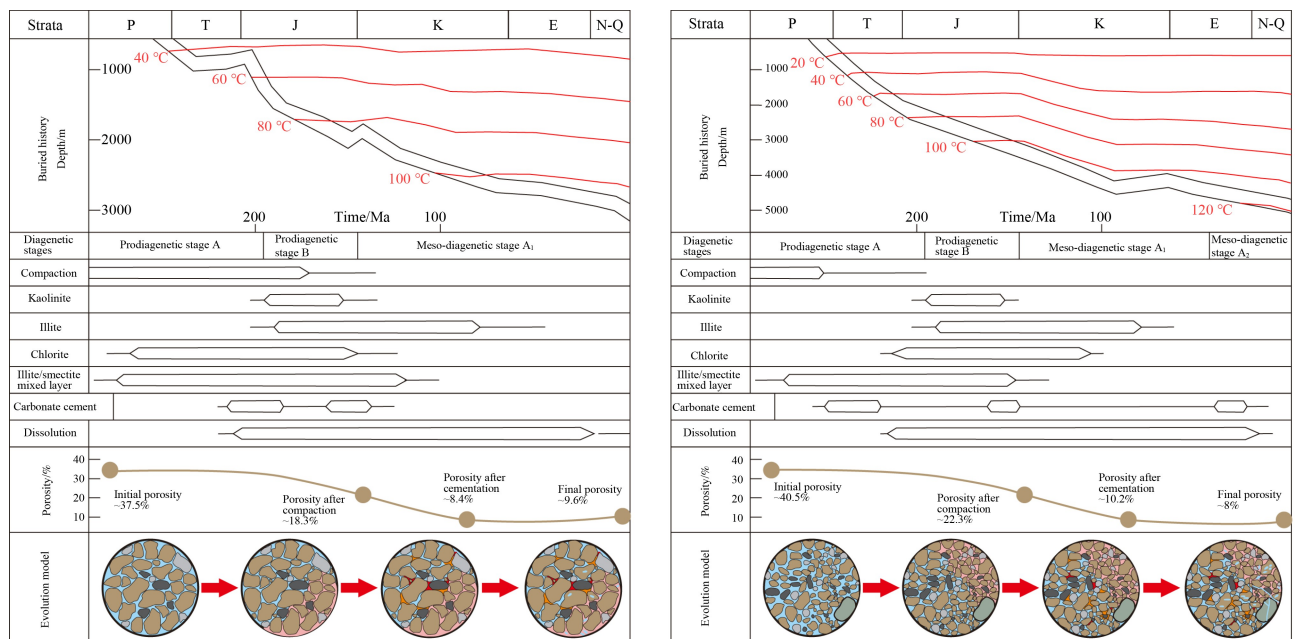 Strata P T J K E N-Q
Buried history
Depth/m
1000
2000
3000
40 ℃
60 ℃
80 ℃
100 ℃
200 Time/Ma 100
Diagenetic
stages
Prodiagenetic stage A
Prodiagenetic
stage B
Meso-diagenetic stage A₁
Compaction
Kaolinite
Illite
Chlorite
Illite/smectite
mixed layer
Carbonate cement
Dissolution
Porosity/%
40
30
20
10
Initial porosity
~37.5%
Porosity after
compaction
~18.3%
Porosity after
cementation
~8.4%
Final porosity
~9.6%
Evolution model
Strata P T J K E N-Q
Buried history
Depth/m
1000
2000
3000
4000
5000
20 ℃
40 ℃
60 ℃
80 ℃
100 ℃
120 ℃
200 Time/Ma 100
Diagenetic
stages
Prodiagenetic stage A
Prodiagenetic
stage B
Meso-diagenetic stage A₁
Meso-diagenetic
stage A₂
Compaction
Kaolinite
Illite
Chlorite
Illite/smectite
mixed layer
Carbonate cement
Dissolution
Porosity/%
40
30
20
10
Initial porosity
~40.5%
Porosity after
compaction
~22.3%
Porosity after
cementation
~10.2%
Final porosity
~8%
Evolution model